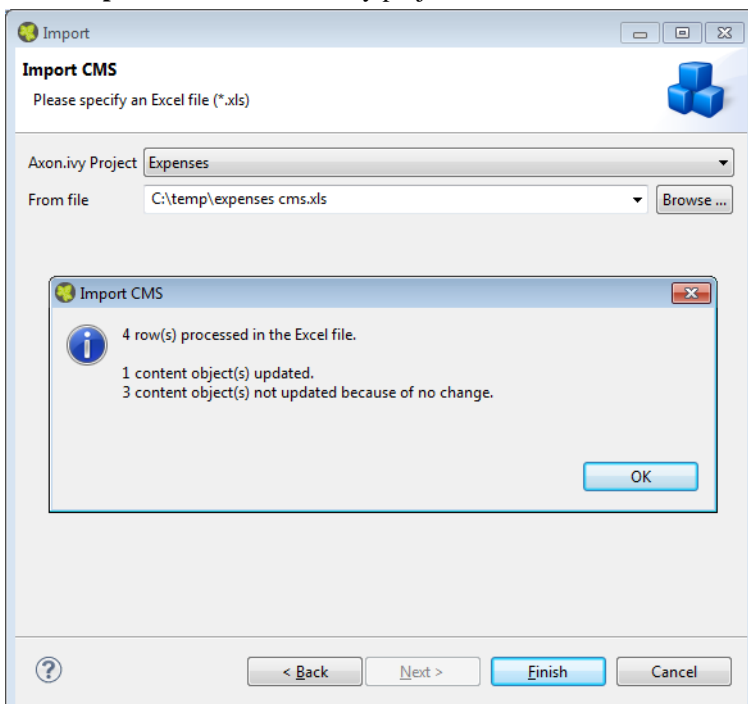 Import
Import CMS
Please specify an Excel file (*.xls)
Axon.ivy Project Expenses
From file C:\temp\expenses cms.xls Browse ...
Import CMS
4 row(s) processed in the Excel file.
1 content object(s) updated.
3 content object(s) not updated because of no change.
OK
< Back Next > Finish Cancel